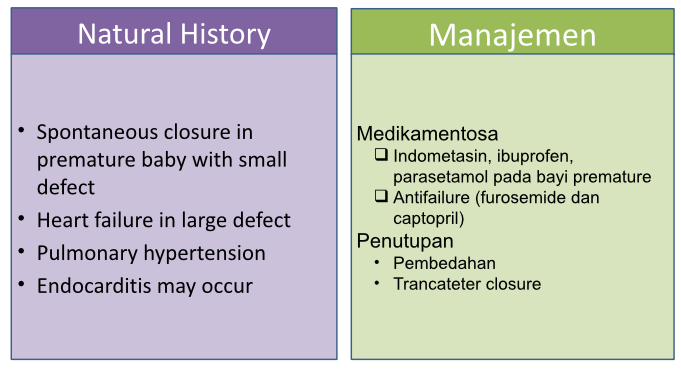 Natural History
• Spontaneous closure in
premature baby with small
defect
• Heart failure in large defect
• Pulmonary hypertension
• Endocarditis may occur
Manajemen
Medikamentosa
❑ Indometasin, ibuprofen,
parasetamol pada bayi premature
❑ Antifailure (furosemide dan
captopril)
Penutupan
• Pembedahan
• Trancateter closure